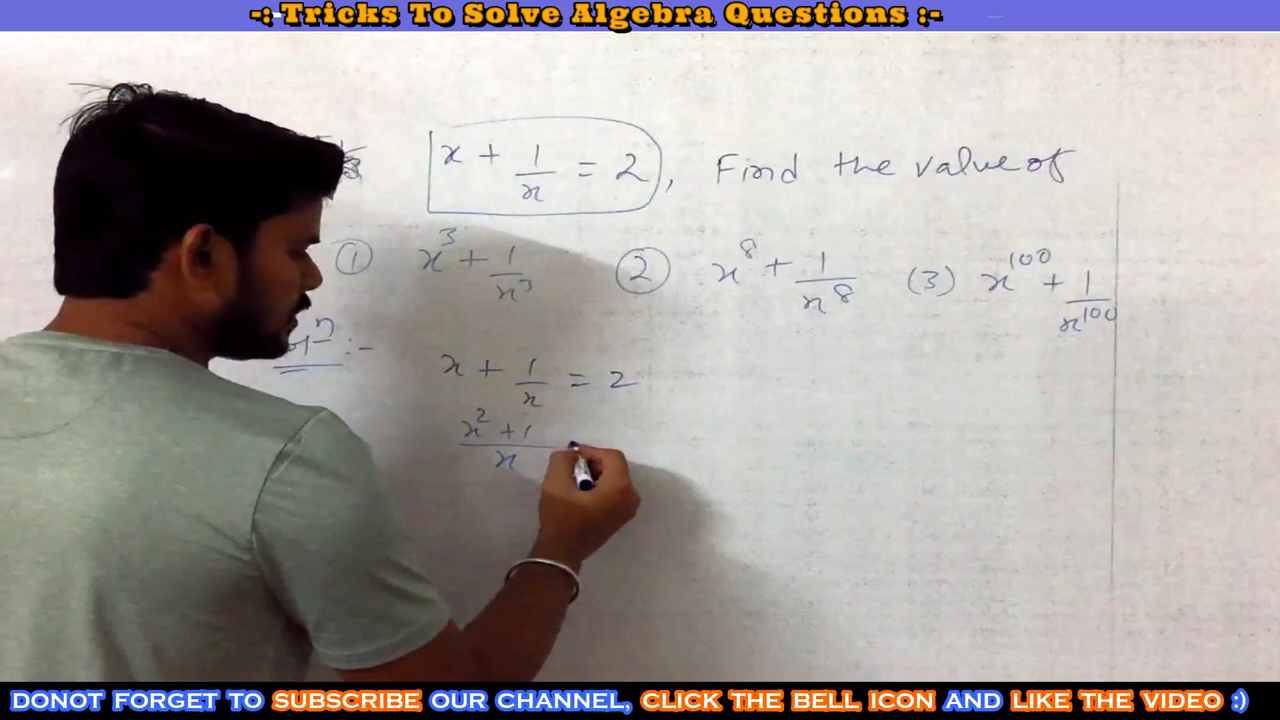 -: Tricks To Solve Algebra Questions :-
x + 1/x = 2, Find the value of
① x³ + 1/x³ ② x⁸ + 1/x⁸ (3) x¹⁰⁰ + 1/x¹⁰⁰
:-
x + 1/x = 2
x² + 1/x
DONOT FORGET TO SUBSCRIBE OUR CHANNEL, CLICK THE BELL ICON AND LIKE THE VIDEO :)